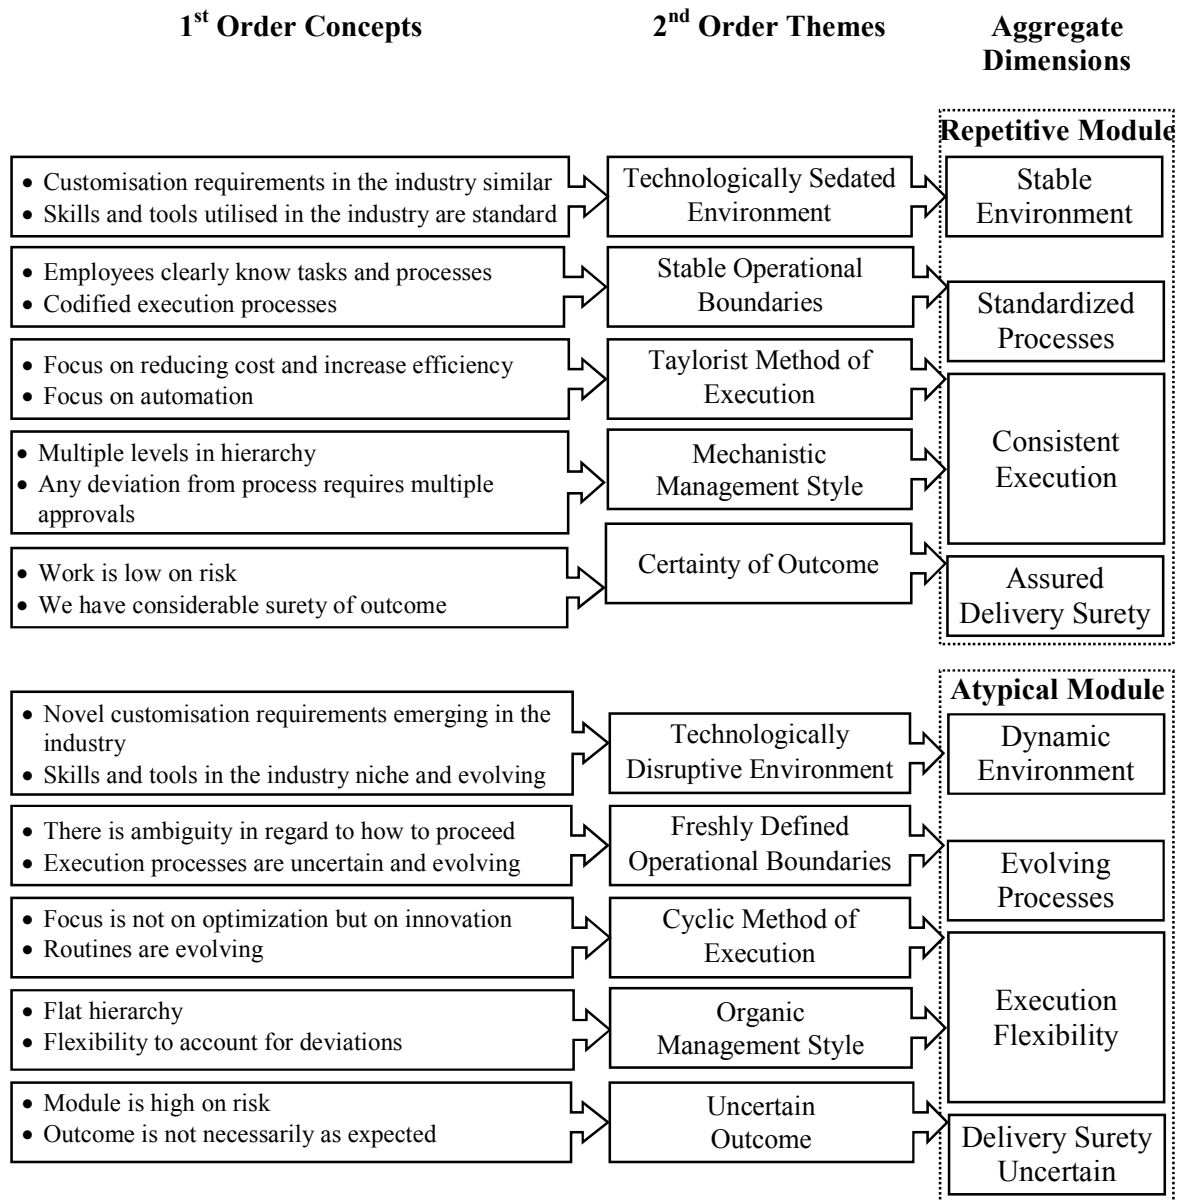 1st Order Concepts
2nd Order Themes
Aggregate
Dimensions
Repetitive Module
• Customisation requirements in the industry similar
• Skills and tools utilised in the industry are standard
Technologically Sedated
Environment
Stable
Environment
• Employees clearly know tasks and processes
• Codified execution processes
Stable Operational
Boundaries
Standardized
Processes
• Focus on reducing cost and increase efficiency
• Focus on automation
Taylorist Method of
Execution
Consistent
Execution
• Multiple levels in hierarchy
• Any deviation from process requires multiple
approvals
Mechanistic
Management Style
• Work is low on risk
• We have considerable surety of outcome
Certainty of Outcome
Assured
Delivery Surety
Atypical Module
• Novel customisation requirements emerging in the
industry
• Skills and tools in the industry niche and evolving
Technologically
Disruptive Environment
Dynamic
Environment
• There is ambiguity in regard to how to proceed
• Execution processes are uncertain and evolving
Freshly Defined
Operational Boundaries
Evolving
Processes
• Focus is not on optimization but on innovation
• Routines are evolving
Cyclic Method of
Execution
Execution
Flexibility
• Flat hierarchy
• Flexibility to account for deviations
Organic
Management Style
• Module is high on risk
• Outcome is not necessarily as expected
Uncertain
Outcome
Delivery Surety
Uncertain